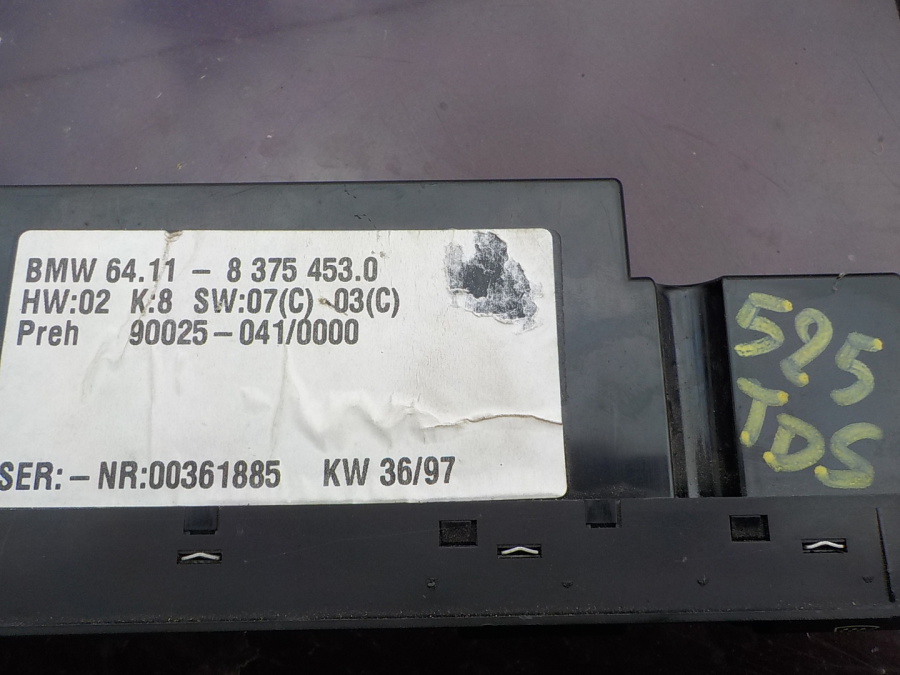 BMW 64.11 – 8 375 453.0
HW:02 K:8 SW:07(C) 03(C)
Preh 90025–041/0000
SER:–NR:00361885 KW 36/97
525
TDS